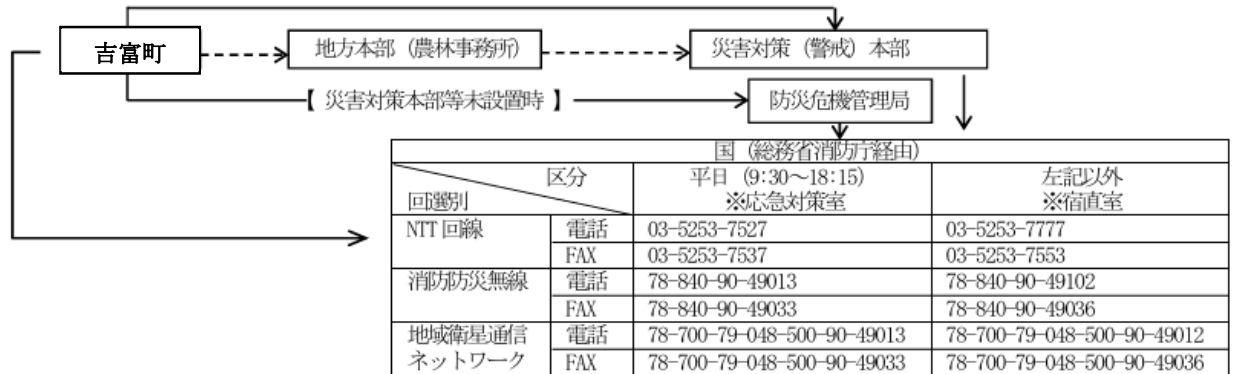 吉富町
地方本部（農林事務所）
災害対策（警戒）本部
【 災害対策本部等未設置時 】
防災危機管理局
国（総務省消防庁経由）
区分
回選別
平日（9:30～18:15）
※応急対策室
左記以外
※宿直室
NTT 回線 電話 03-5253-7527 03-5253-7777
FAX 03-5253-7537 03-5253-7553
消防防災無線 電話 78-840-90-49013 78-840-90-49102
FAX 78-840-90-49033 78-840-90-49036
地域衛星通信 電話 78-700-79-048-500-90-49013 78-700-79-048-500-90-49012
ネットワーク FAX 78-700-79-048-500-90-49033 78-700-79-048-500-90-49036